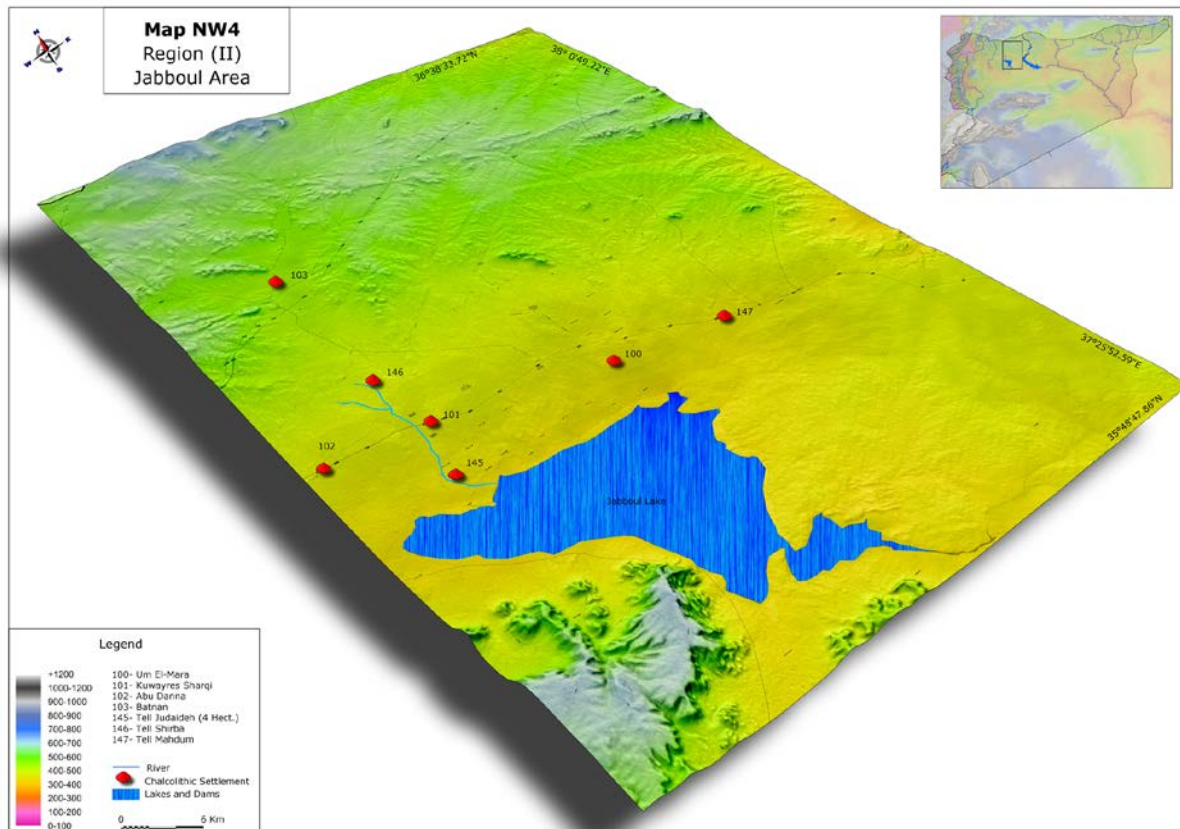 Map NW4
Region (II)
Jabboul Area
36°38'33.72"N
38°0'49.22"E
103
147
100
146
101
102
145
37°25'52.59"E
35°48'47.86"N
Jabboul Lake
Legend
+1200
1000-1200
900-1000
800-900
700-800
600-700
500-600
400-500
300-400
200-300
100-200
0-100
100- Um El-Mara
101- Kuwayres Sharqi
102- Abu Danna
103- Batnan
145- Tell Judaideh (4 Hect.)
146- Tell Shirba
147- Tell Mahdum
River
Chalcolithic Settlement
Lakes and Dams
0 6 Km